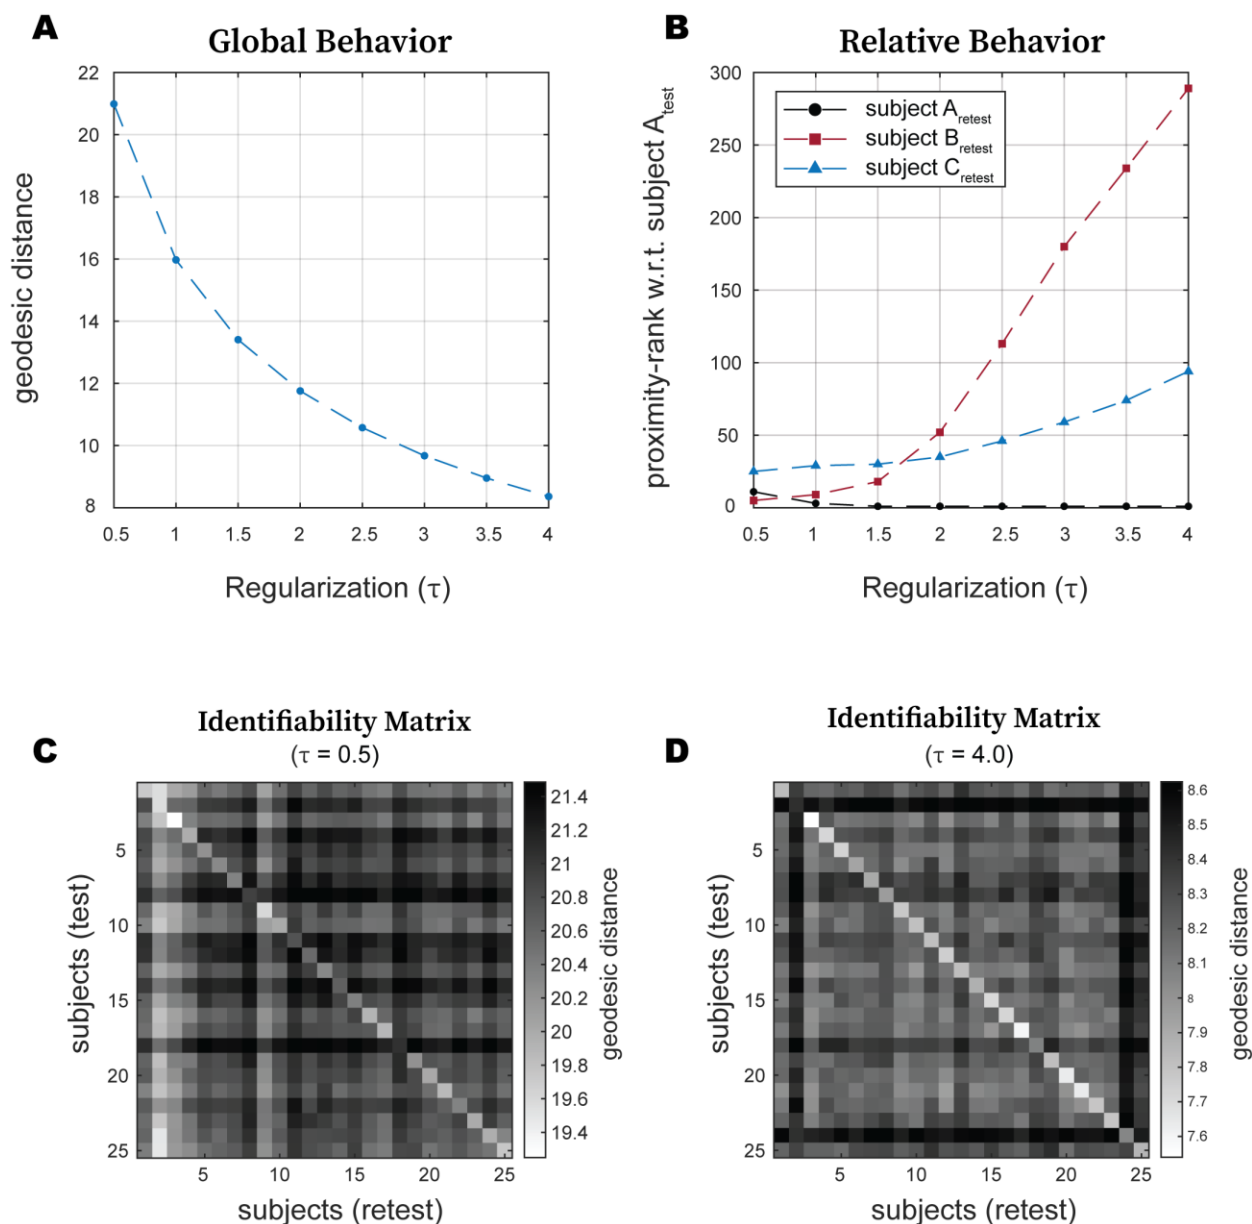 A
Global Behavior
22
20
18
16
14
12
10
8
0.5 1 1.5 2 2.5 3 3.5 4
geodesic distance
Regularization (τ)
B
Relative Behavior
300
250
200
150
100
50
0
0.5 1 1.5 2 2.5 3 3.5 4
proximity-rank w.r.t. subject A_test
subject A_retest
subject B_retest
subject C_retest
Regularization (τ)
C
Identifiability Matrix
(τ = 0.5)
5
10
15
20
25
5 10 15 20 25
subjects (test)
subjects (retest)
21.4
21.2
21
20.8
20.6
20.4
20.2
20
19.8
19.6
19.4
geodesic distance
D
Identifiability Matrix
(τ = 4.0)
5
10
15
20
25
5 10 15 20 25
subjects (test)
subjects (retest)
8.6
8.5
8.4
8.3
8.2
8.1
8
7.9
7.8
7.7
7.6
geodesic distance